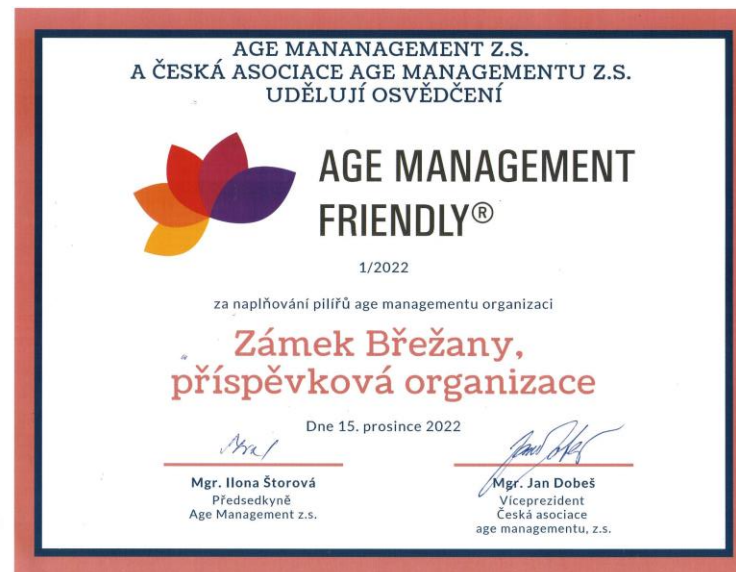 AGE MANANAGEMENT Z.S.
A ČESKÁ ASOCIACE AGE MANAGEMENTU Z.S.
UDĚLUJÍ OSVĚDČENÍ
AGE MANAGEMENT
FRIENDLY®
1/2022
za naplňování pilířů age managementu organizaci
Zámek Břežany,
příspěvková organizace
Dne 15. prosince 2022
Mgr. Ilona Štorová
Předsedkyně
Age Management z.s.
Mgr. Jan Dobeš
Víceprezident
Česká asociace
age managementu, z.s.